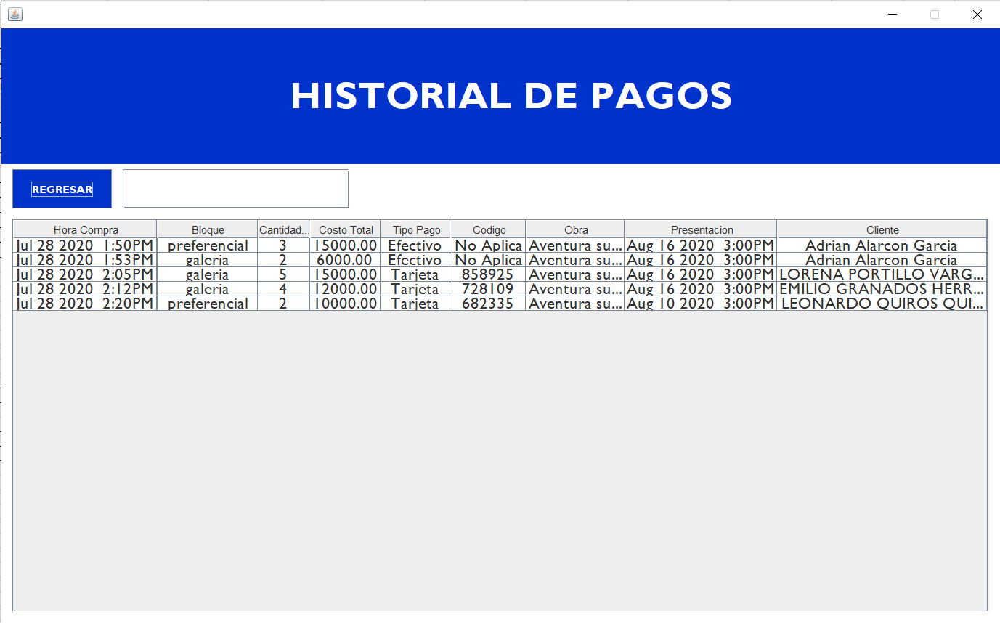 HISTORIAL DE PAGOS
REGRESAR
Hora Compra Bloque Cantidad... Costo Total Tipo Pago Codigo Obra Presentacion Cliente
Jul 28 2020 1:50PM preferencial 3 15000.00 Efectivo No Aplica Aventura su... Aug 16 2020 3:00PM Adrian Alarcon Garcia
Jul 28 2020 1:53PM galeria 2 6000.00 Efectivo No Aplica Aventura su... Aug 16 2020 3:00PM Adrian Alarcon Garcia
Jul 28 2020 2:05PM galeria 5 15000.00 Tarjeta 858925 Aventura su... Aug 16 2020 3:00PM LORENA PORTILLO VARG...
Jul 28 2020 2:12PM galeria 4 12000.00 Tarjeta 728109 Aventura su... Aug 16 2020 3:00PM EMILIO GRANADOS HERR...
Jul 28 2020 2:20PM preferencial 2 10000.00 Tarjeta 682335 Aventura su... Aug 10 2020 3:00PM LEONARDO QUIROS QUI...